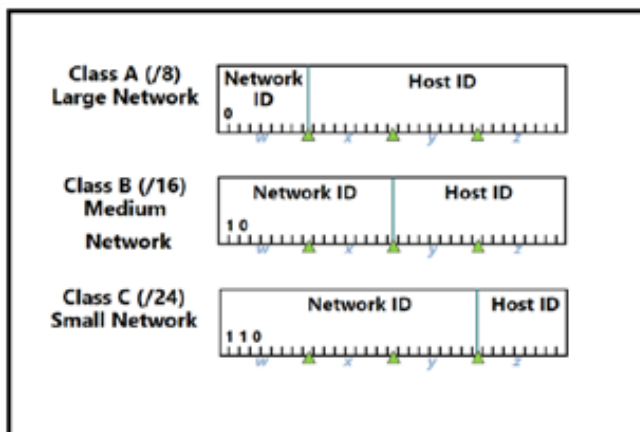 Class A (/8)
Large Network
Network
ID
Host ID
0
w x y z
Class B (/16)
Medium
Network
Network ID
Host ID
1 0
w x y z
Class C (/24)
Small Network
Network ID
Host ID
1 1 0
w x y z